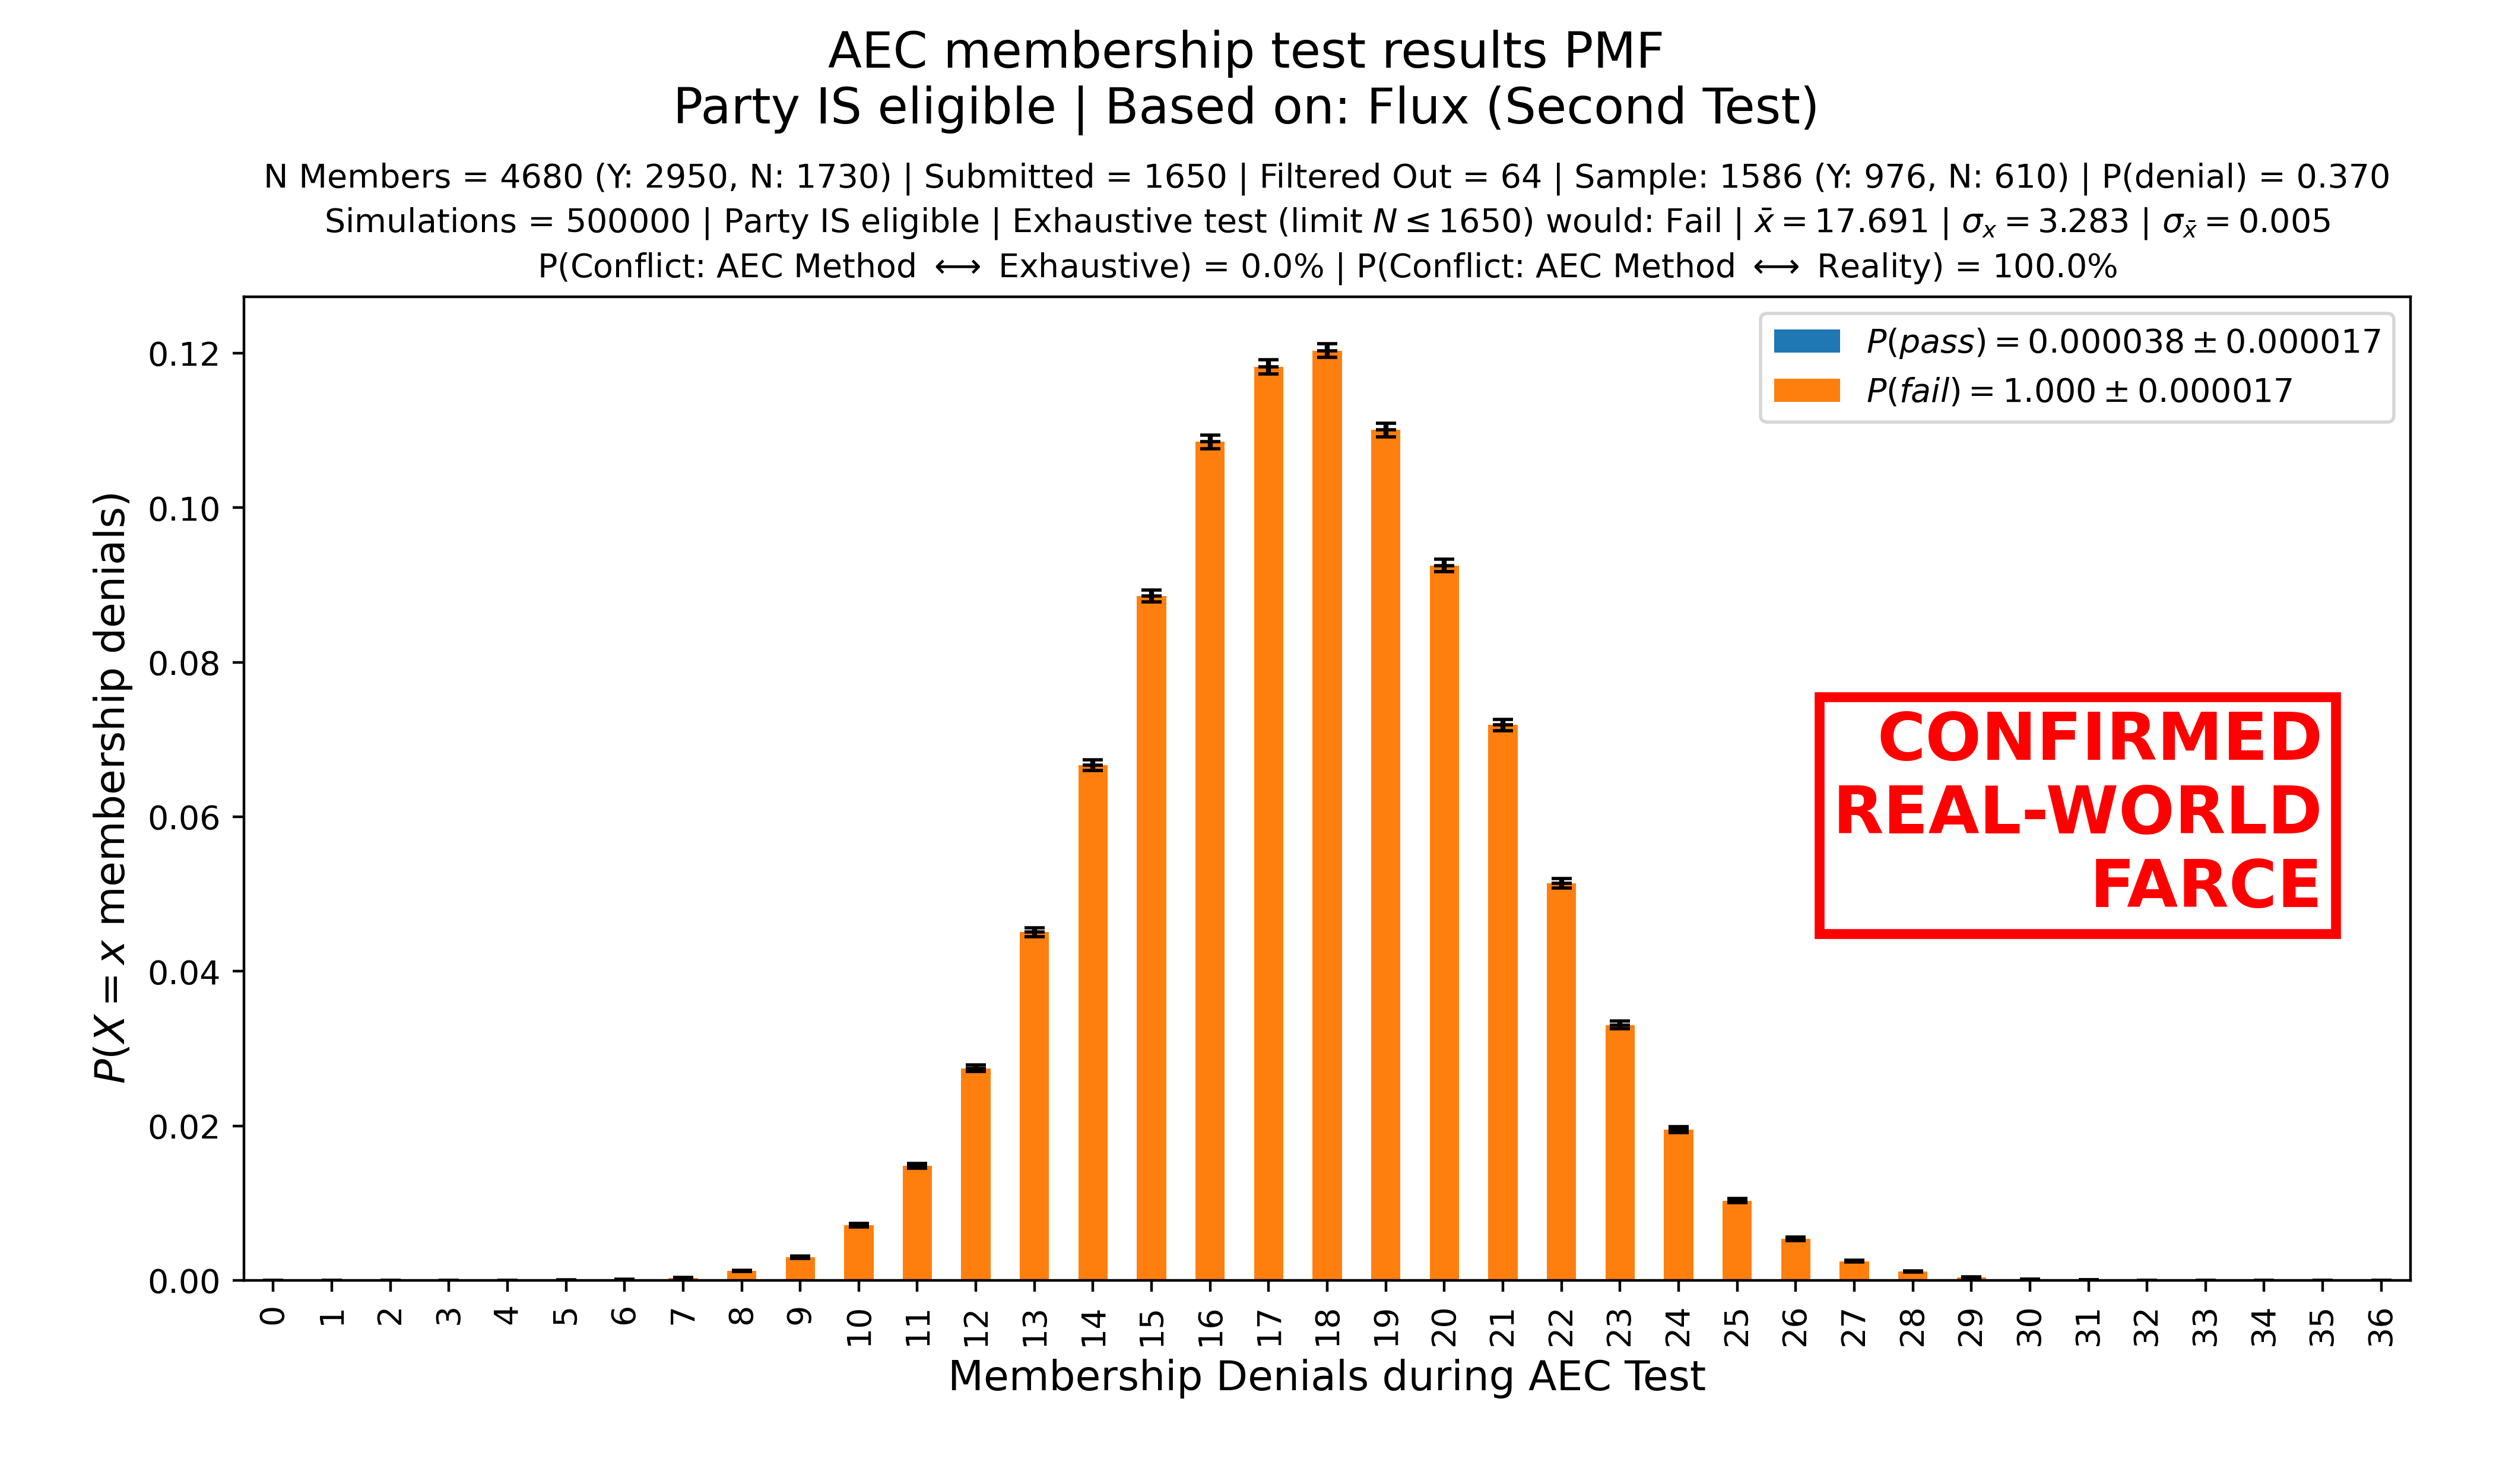 AEC membership test results PMF
Party IS eligible | Based on: Flux (Second Test)
N Members = 4680 (Y: 2950, N: 1730) | Submitted = 1650 | Filtered Out = 64 | Sample: 1586 (Y: 976, N: 610) | P(denial) = 0.370
Simulations = 500000 | Party IS eligible | Exhaustive test (limit N ≤ 1650) would: Fail | x̄ = 17.691 | σₓ = 3.283 | σ_x̄ = 0.005
P(Conflict: AEC Method ⟷ Exhaustive) = 0.0% | P(Conflict: AEC Method ⟷ Reality) = 100.0%
P(pass) = 0.000038 ± 0.000017
P(fail) = 1.000 ± 0.000017
0.12
0.10
0.08
0.06
0.04
0.02
0.00
P(X = x membership denials)
CONFIRMED
REAL-WORLD
FARCE
0 1 2 3 4 5 6 7 8 9 10 11 12 13 14 15 16 17 18 19 20 21 22 23 24 25 26 27 28 29 30 31 32 33 34 35 36
Membership Denials during AEC Test